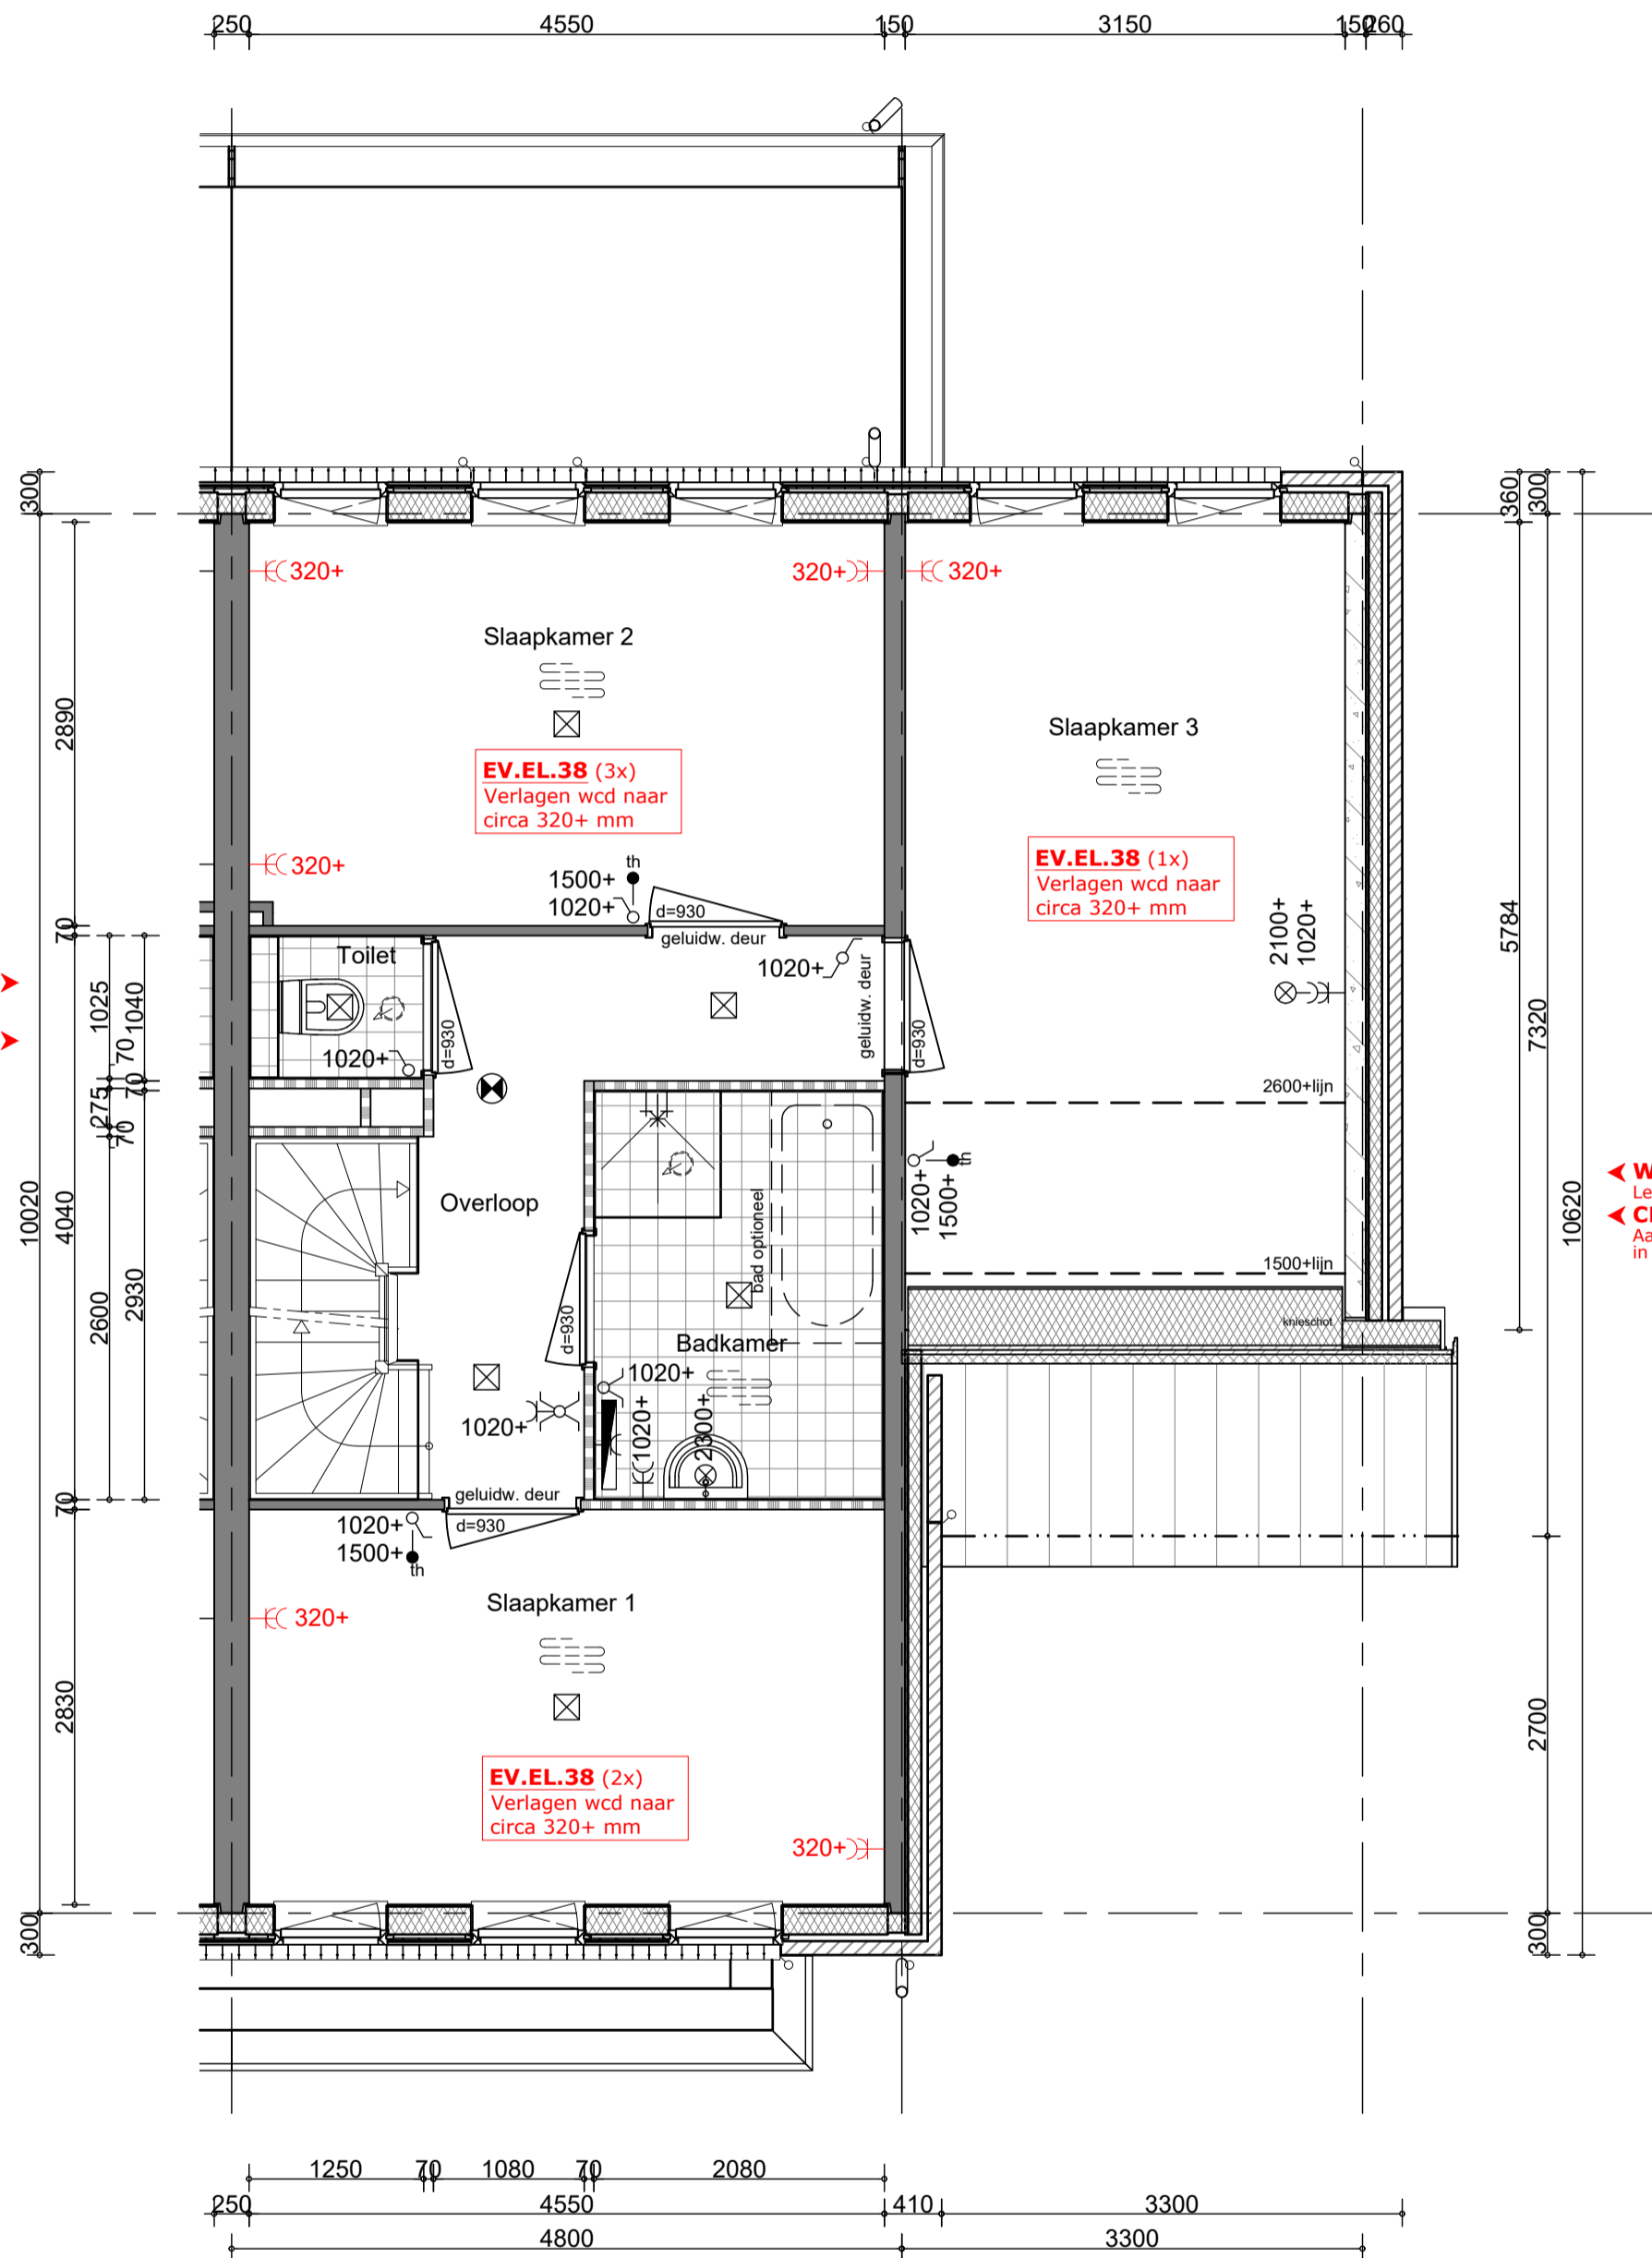 250 4550 150 3150 150 260
300
360 300
320+ 320+ 320+
Slaapkamer 2
Slaapkamer 3
EV.EL.38 (3x)
Verlagen wcd naar
circa 320+ mm
EV.EL.38 (1x)
Verlagen wcd naar
circa 320+ mm
2890
320+
th
1500+
1020+
d=930
geluidw. deur
2100+
1020+
5784
70
Toilet
1020+
geluidw. deur
d=930
d=930
1020+
1025
1040
70
70
70
275
70
7320
2600+lijn
Overloop
bad optioneel
1020+
1500+
th
10020
4040
2600
2930
10620
W
Le
CI
Aa
in
1500+lijn
knieschot
d=930
Badkamer
1020+
1020+
1020+
2300+
70
geluidw. deur
d=930
1020+
1500+
th
Slaapkamer 1
320+
2830
2700
EV.EL.38 (2x)
Verlagen wcd naar
circa 320+ mm
320+
300
300
1250 70 1080 70 2080
250 4550 410 3300
4800 3300